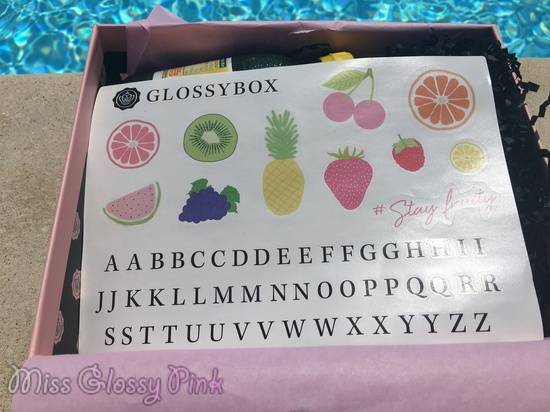 GLOSSYBOX
# Stay fruity
AABBCCDDEEFFGGHHII
JJKKLLMMNNOOPPQQRR
SSTTUUVVWWXXYYZZ
Miss Glossy Pink